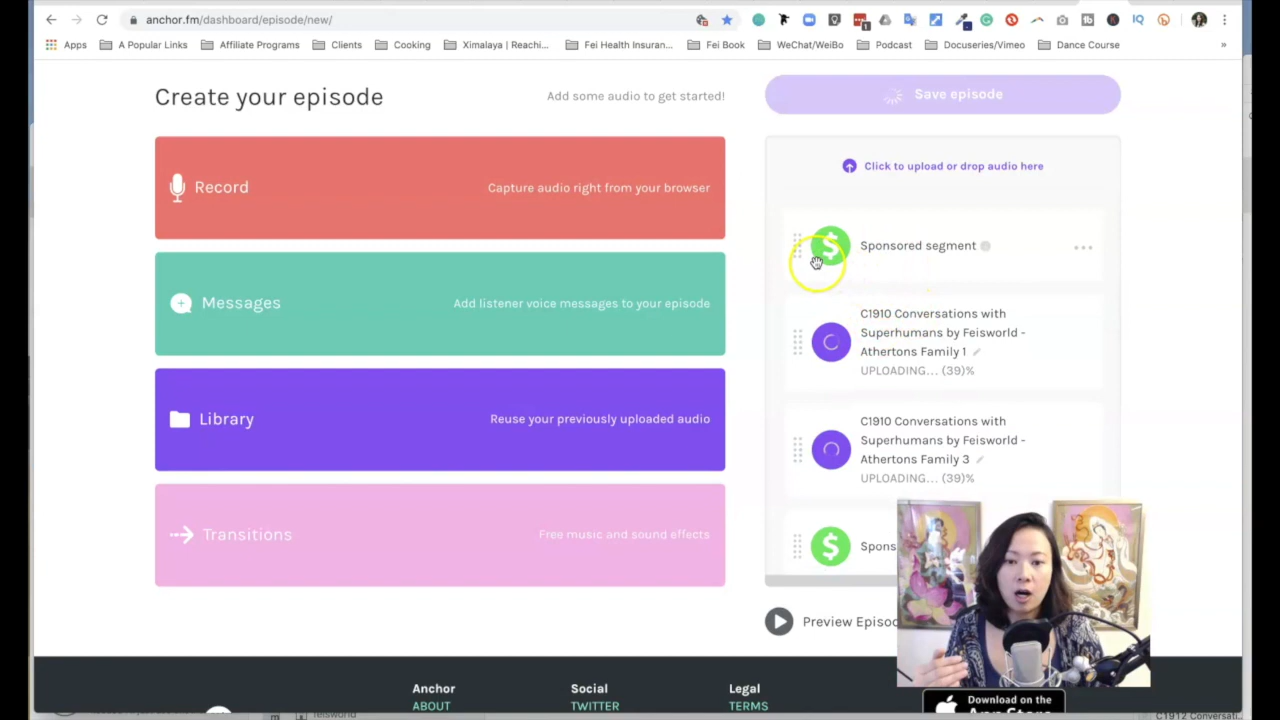 anchor.fm/dashboard/episode/new/
Apps
A Popular Links
Affiliate Programs
Clients
Cooking
Ximalaya | Reachi...
Fei Health Insuran...
Fei Book
WeChat/WeiBo
Podcast
Docuseries/Vimeo
Dance Course
»
Create your episode
Add some audio to get started!
Save episode
Record
Capture audio right from your browser
Messages
Add listener voice messages to your episode
Library
Reuse your previously uploaded audio
Transitions
Free music and sound effects
Click to upload or drop audio here
$
Sponsored segment
C1910 Conversations with
Superhumans by Feisworld -
Athertons Family 1
UPLOADING... (39)%
C1910 Conversations with
Superhumans by Feisworld -
Athertons Family 3
UPLOADING... (39)%
$
Spons
Preview Episod
Anchor
ABOUT
Social
TWITTER
Legal
TERMS
Download on the
feisworld